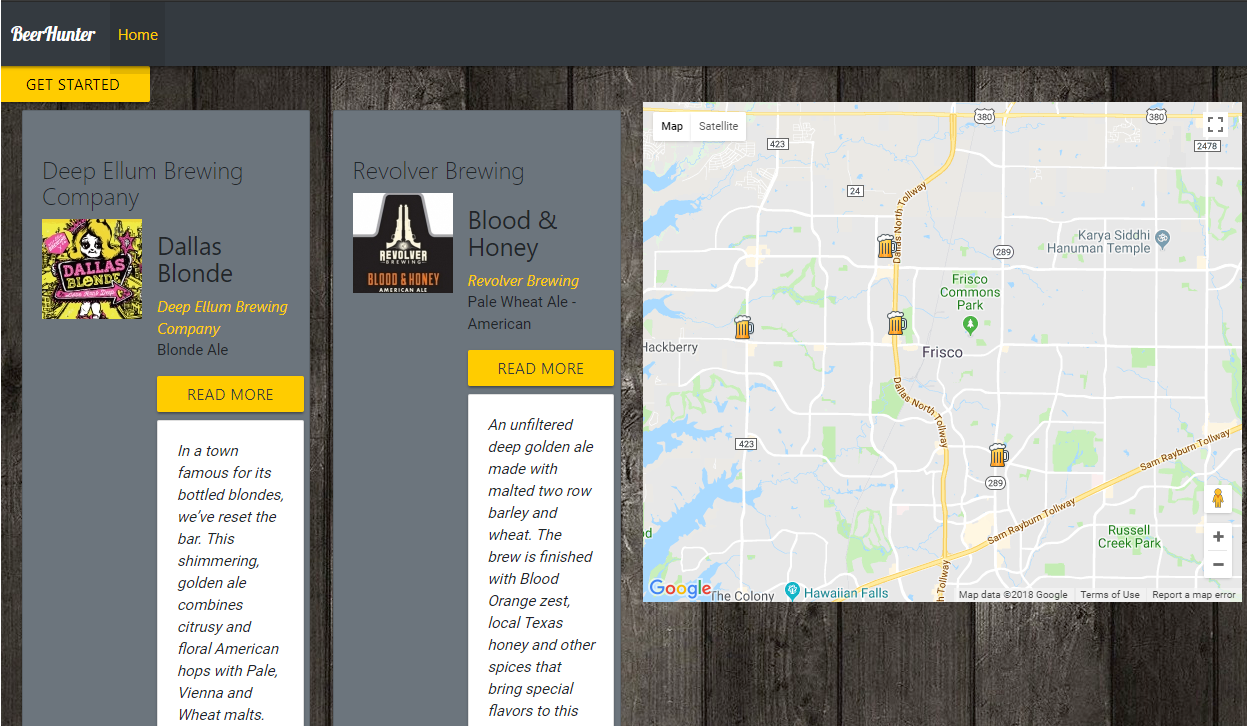 BeerHunter
Home
GET STARTED
Deep Ellum Brewing
Company
DALLAS
BLONDE
Dallas
Blonde
Deep Ellum Brewing
Company
Blonde Ale
READ MORE
In a town
famous for its
bottled blondes,
we've reset the
bar. This
shimmering,
golden ale
combines
citrusy and
floral American
hops with Pale,
Vienna and
Wheat malts.
Revolver Brewing
REVOLVER
BREWING
BLOOD & HONEY
AMERICAN ALE
Blood &
Honey
Revolver Brewing
Pale Wheat Ale -
American
READ MORE
An unfiltered
deep golden ale
made with
malted two row
barley and
wheat. The
brew is finished
with Blood
Orange zest,
local Texas
honey and other
spices that
bring special
flavors to this
Map
Satellite
380
380
423
2478
24
Dallas North Tollway
289
Karya Siddhi
Hanuman Temple
Frisco
Commons
Park
Hackberry
Frisco
Dallas North Tollway
423
Sam Rayburn Tollway
289
Sam Rayburn Tollway
Russell
Creek Park
d
h Tollway
Google
The Colony
Hawaiian Falls
Map data ©2018 Google
Terms of Use
Report a map error